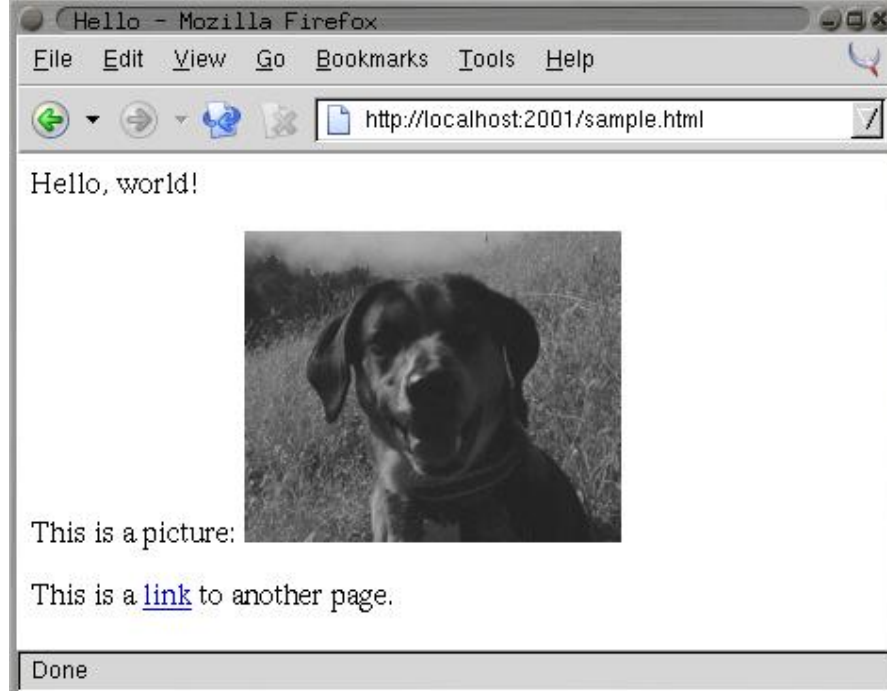 Hello - Mozilla Firefox
File Edit View Go Bookmarks Tools Help
http://localhost:2001/sample.html
Hello, world!
This is a picture:
This is a link to another page.
Done